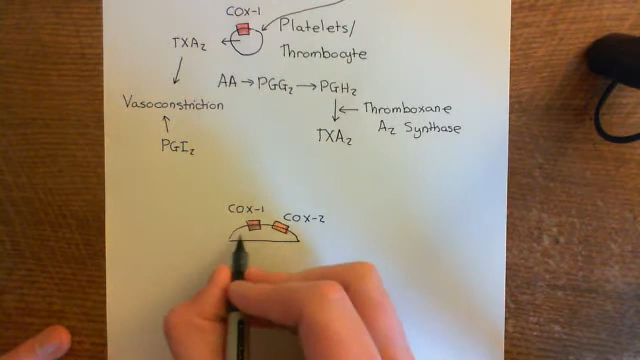 COX-1
Platelets/
Thrombocyte
TXA₂
AA → PGG₂ → PGH₂
Vasoconstriction
Thromboxane
A₂ Synthase
TXA₂
PGI₂
COX-1
COX-2